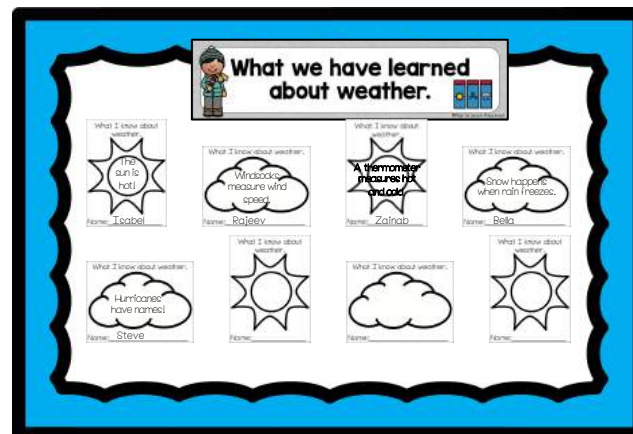 What we have learned
about weather.
What I know about
weather.
The
sun is
hot!
Name: Isabel
What I know about weather.
Windsocks
measure wind
speed.
Name: Rajeev
What I know about
weather.
A thermometer
measures hot
and cold.
Name: Zainab
What I know about weather.
Snow happens
when rain freezes.
Name: Bella
What I know about weather.
Hurricanes
have names!
Name: Steve
What I know about
weather.
Name:
What I know about weather.
Name:
What I know about
weather.
Name: